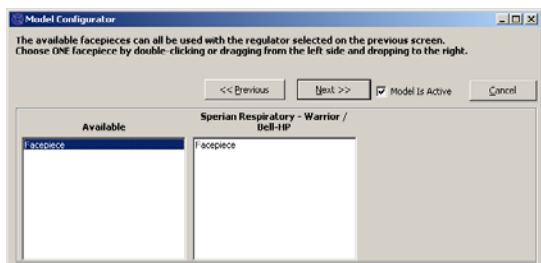 Model Configurator
The available facepieces can all be used with the regulator selected on the previous screen.
Choose ONE facepiece by double-clicking or dragging from the left side and dropping to the right.
<< Previous
Next >>
Model Is Active
Cancel
Available
Sperian Respiratory - Warrior /
Bell-HP
Facepiece
Facepiece